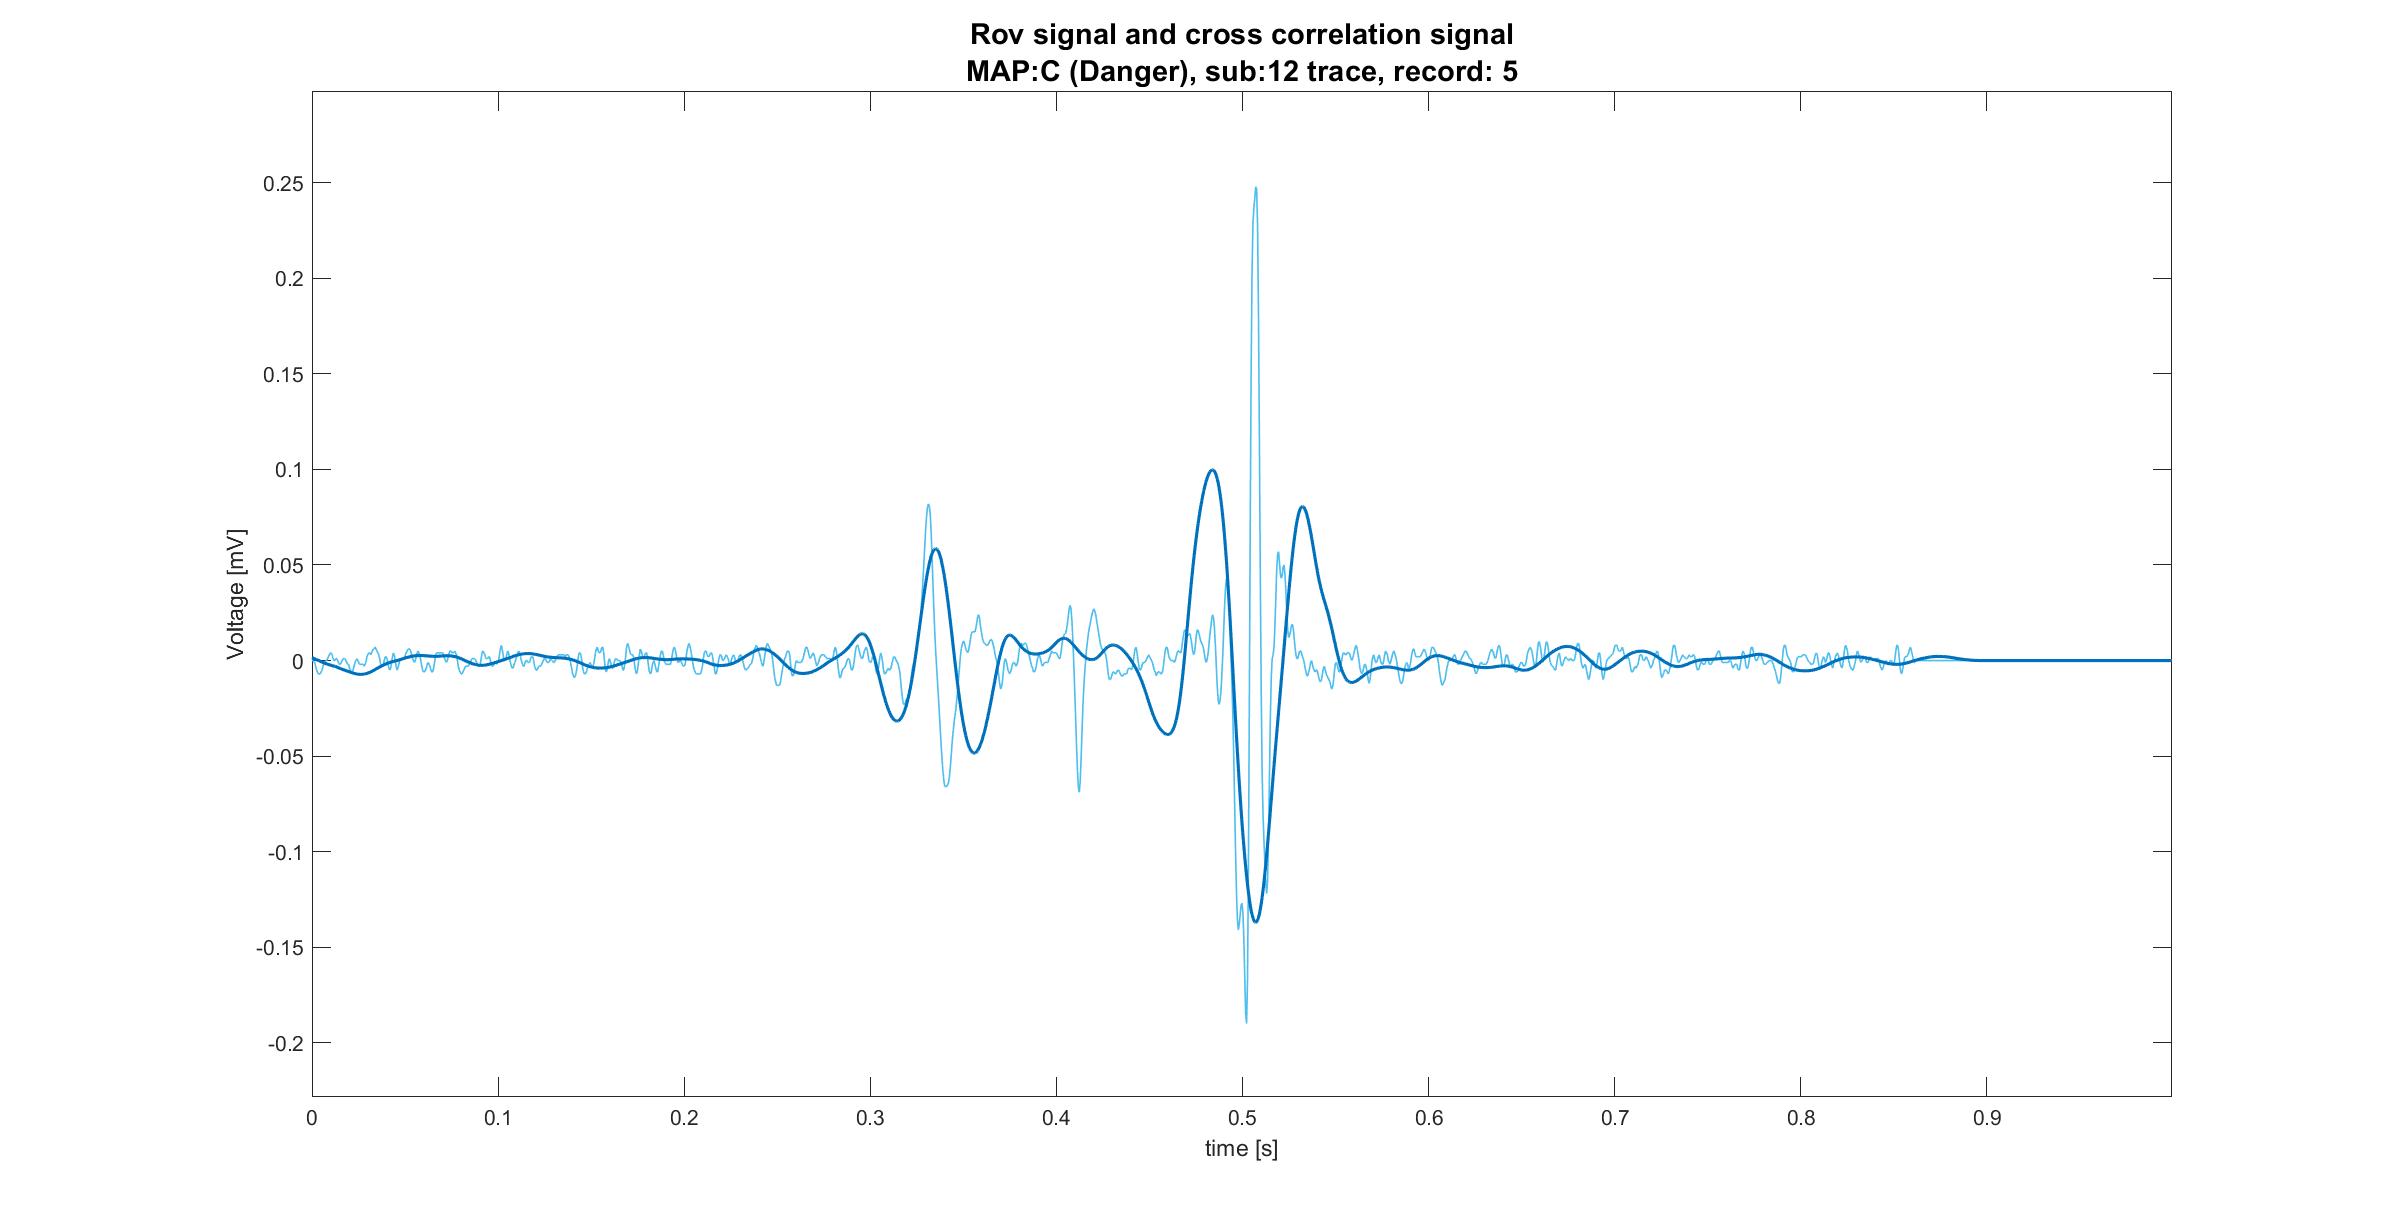 Rov signal and cross correlation signal
MAP:C (Danger), sub:12 trace, record: 5
0.25
0.2
0.15
0.1
0.05
0
-0.05
-0.1
-0.15
-0.2
Voltage [mV]
0 0.1 0.2 0.3 0.4 0.5 0.6 0.7 0.8 0.9
time [s]